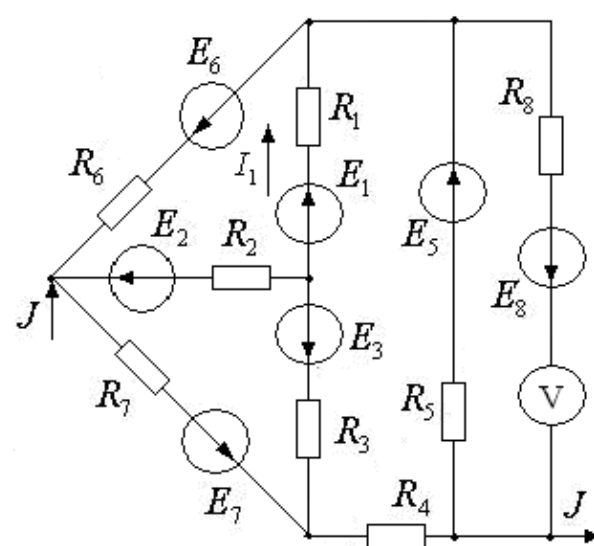 E₆
R₁
R₈
R₆
I₁
E₁
E₂
R₂
E₅
E₈
J
E₃
R₇
R₅
V
R₃
E₇
R₄
J